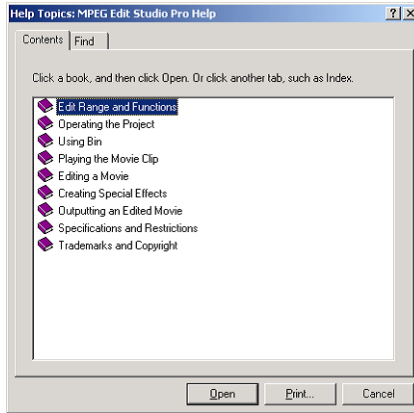 Help Topics: MPEG Edit Studio Pro Help
Contents
Find
Click a book, and then click Open. Or click another tab, such as Index.
Edit Range and Functions
Operating the Project
Using Bin
Playing the Movie Clip
Editing a Movie
Creating Special Effects
Outputting an Edited Movie
Specifications and Restrictions
Trademarks and Copyright
Open
Print...
Cancel